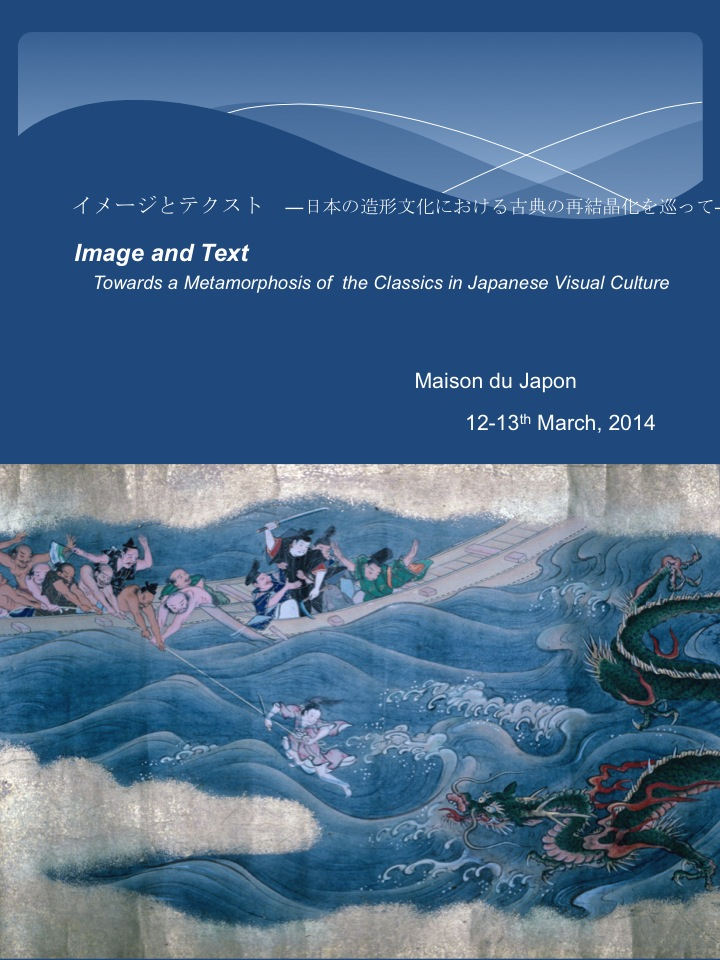 イメージとテクスト　―日本の造形文化における古典の再結晶化を巡って-
Image and Text
Towards a Metamorphosis of the Classics in Japanese Visual Culture
Maison du Japon
12-13th March, 2014